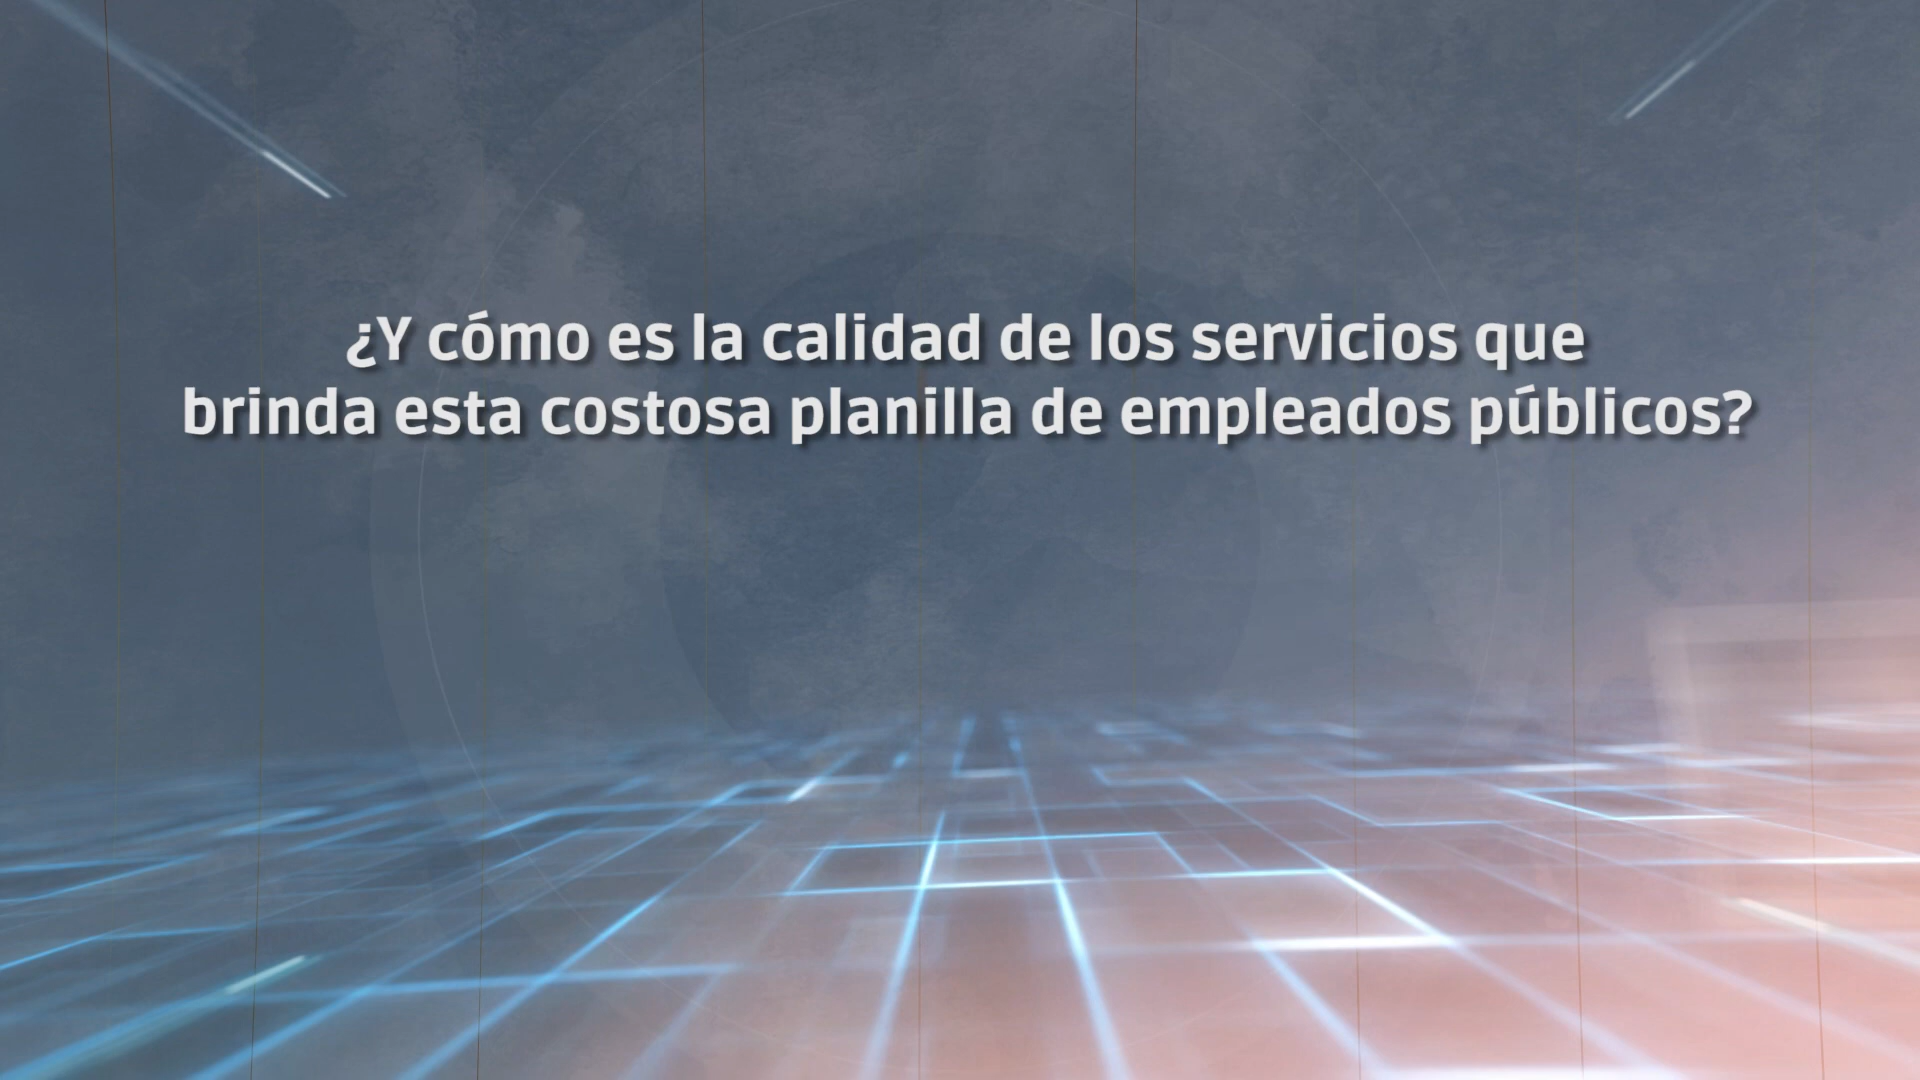 ¿Y cómo es la calidad de los servicios que
brinda esta costosa planilla de empleados públicos?